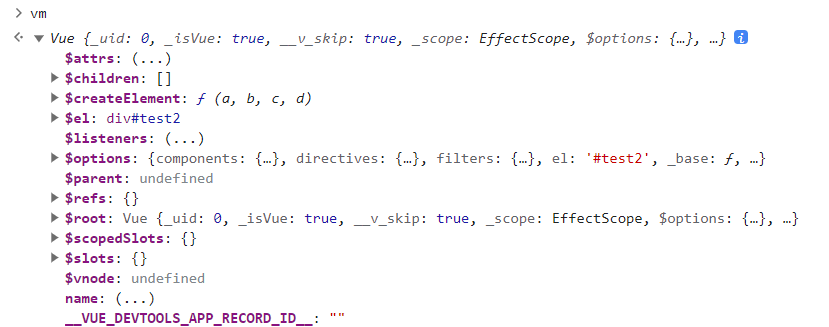 vm
Vue {_uid: 0, _isVue: true, __v_skip: true, _scope: EffectScope, $options: {…}, …}
$attrs: (...)
$children: []
$createElement: ƒ (a, b, c, d)
$el: div#test2
$listeners: (...)
$options: {components: {…}, directives: {…}, filters: {…}, el: '#test2', _base: ƒ, …}
$parent: undefined
$refs: {}
$root: Vue {_uid: 0, _isVue: true, __v_skip: true, _scope: EffectScope, $options: {…}, …}
$scopedSlots: {}
$slots: {}
$vnode: undefined
name: (...)
__VUE_DEVTOOLS_APP_RECORD_ID__: ""